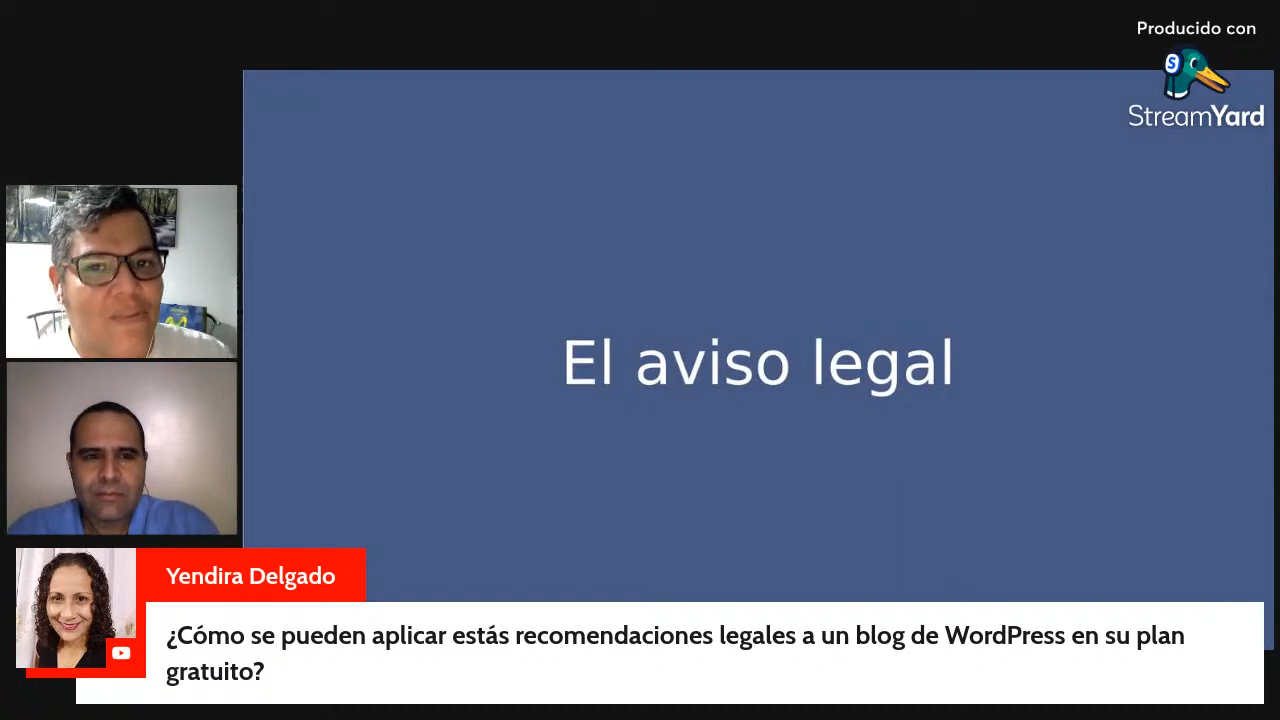 Producido con
StreamYard
El aviso legal
Yendira Delgado
¿Cómo se pueden aplicar estás recomendaciones legales a un blog de WordPress en su plan
gratuito?